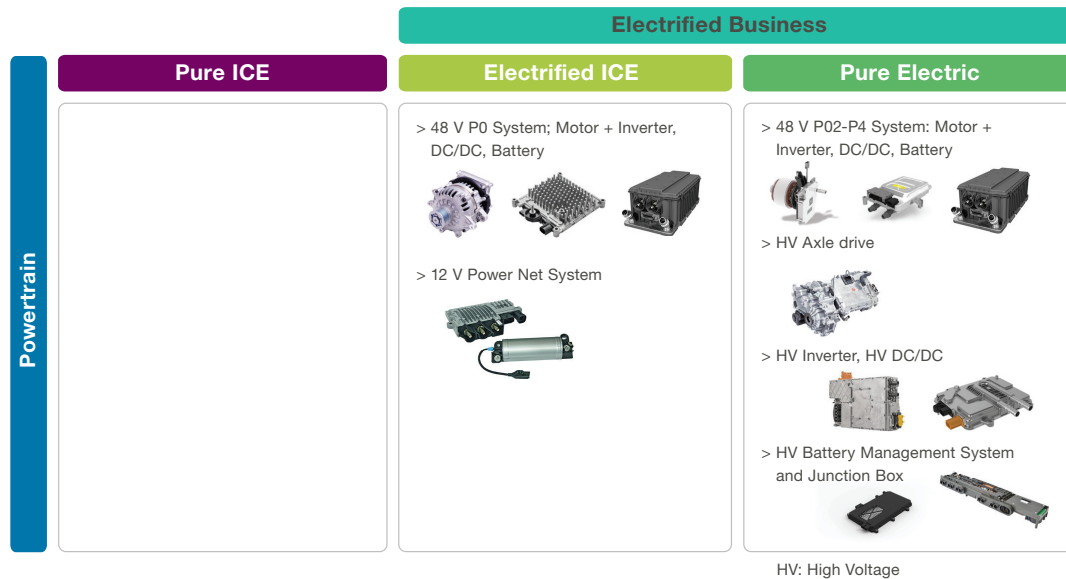 Electrified Business
Pure ICE
Electrified ICE
Pure Electric
Powertrain
> 48 V P0 System; Motor + Inverter,
DC/DC, Battery
> 12 V Power Net System
> 48 V P02-P4 System: Motor +
Inverter, DC/DC, Battery
> HV Axle drive
> HV Inverter, HV DC/DC
> HV Battery Management System
and Junction Box
HV: High Voltage